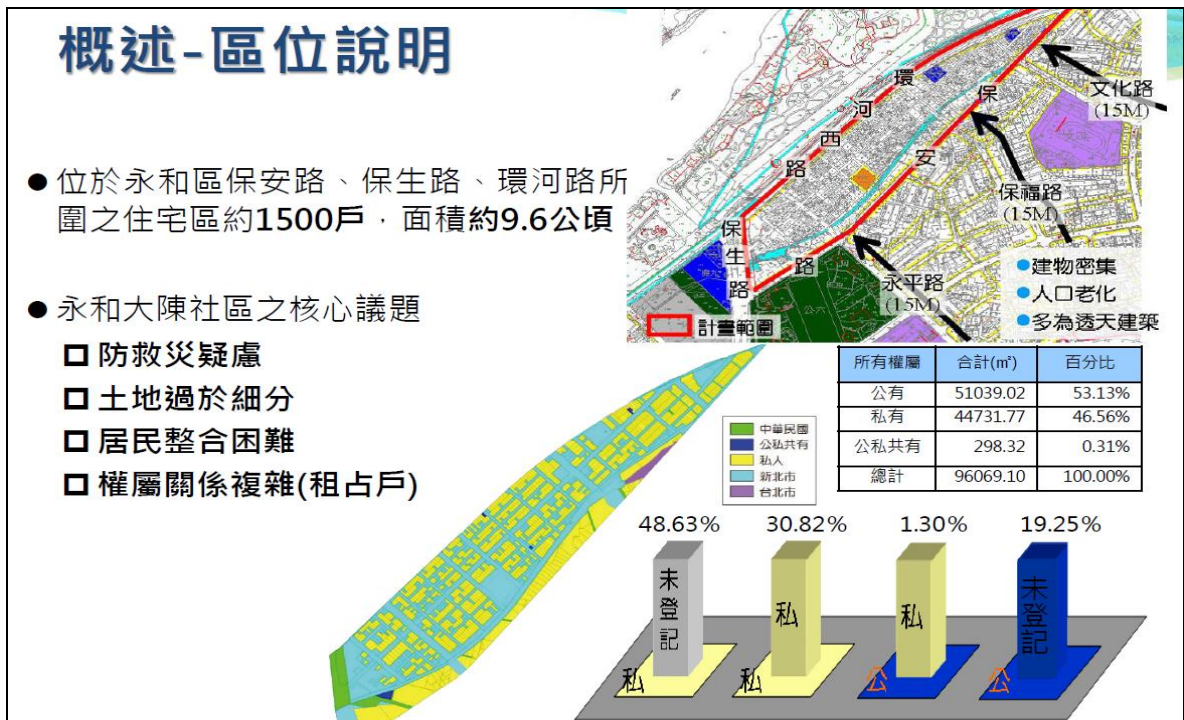 概述-區位說明
● 位於永和區保安路、保生路、環河路所
圍之住宅區約1500戶，面積約9.6公頃
● 永和大陳社區之核心議題
防救災疑慮
土地過於細分
居民整合困難
權屬關係複雜(租占戶)
環河西路
保安路
保生路
文化路
(15M)
保福路
(15M)
永平路
(15M)
計畫範圍
● 建物密集
● 人口老化
● 多為透天建築
中華民國
公私共有
私人
新北市
台北市
所有權屬 合計(㎡) 百分比
公有 51039.02 53.13%
私有 44731.77 46.56%
公私共有 298.32 0.31%
總計 96069.10 100.00%
48.63% 30.82% 1.30% 19.25%
未登記 私 私 未登記
私 私 公 公